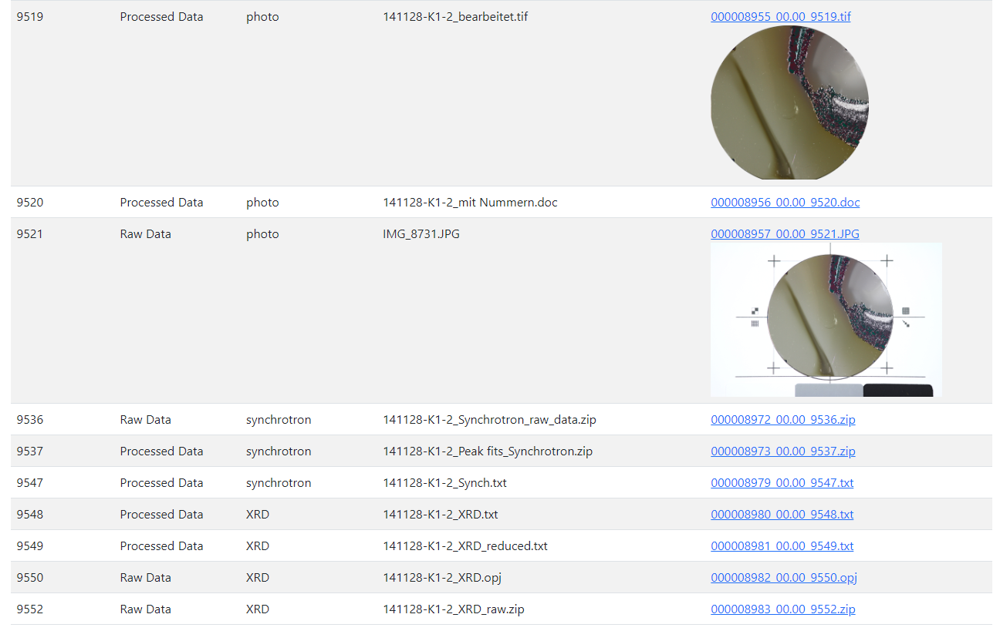 9519 Processed Data photo 141128-K1-2_bearbeitet.tif 000008955_00.00_9519.tif
9520 Processed Data photo 141128-K1-2_mit Nummern.doc 000008956_00.00_9520.doc
9521 Raw Data photo IMG_8731.JPG 000008957_00.00_9521.JPG
9536 Raw Data synchrotron 141128-K1-2_Synchrotron_raw_data.zip 000008972_00.00_9536.zip
9537 Processed Data synchrotron 141128-K1-2_Peak fits_Synchrotron.zip 000008973_00.00_9537.zip
9547 Processed Data synchrotron 141128-K1-2_Synch.txt 000008979_00.00_9547.txt
9548 Processed Data XRD 141128-K1-2_XRD.txt 000008980_00.00_9548.txt
9549 Processed Data XRD 141128-K1-2_XRD_reduced.txt 000008981_00.00_9549.txt
9550 Raw Data XRD 141128-K1-2_XRD.opj 000008982_00.00_9550.opj
9552 Raw Data XRD 141128-K1-2_XRD_raw.zip 000008983_00.00_9552.zip